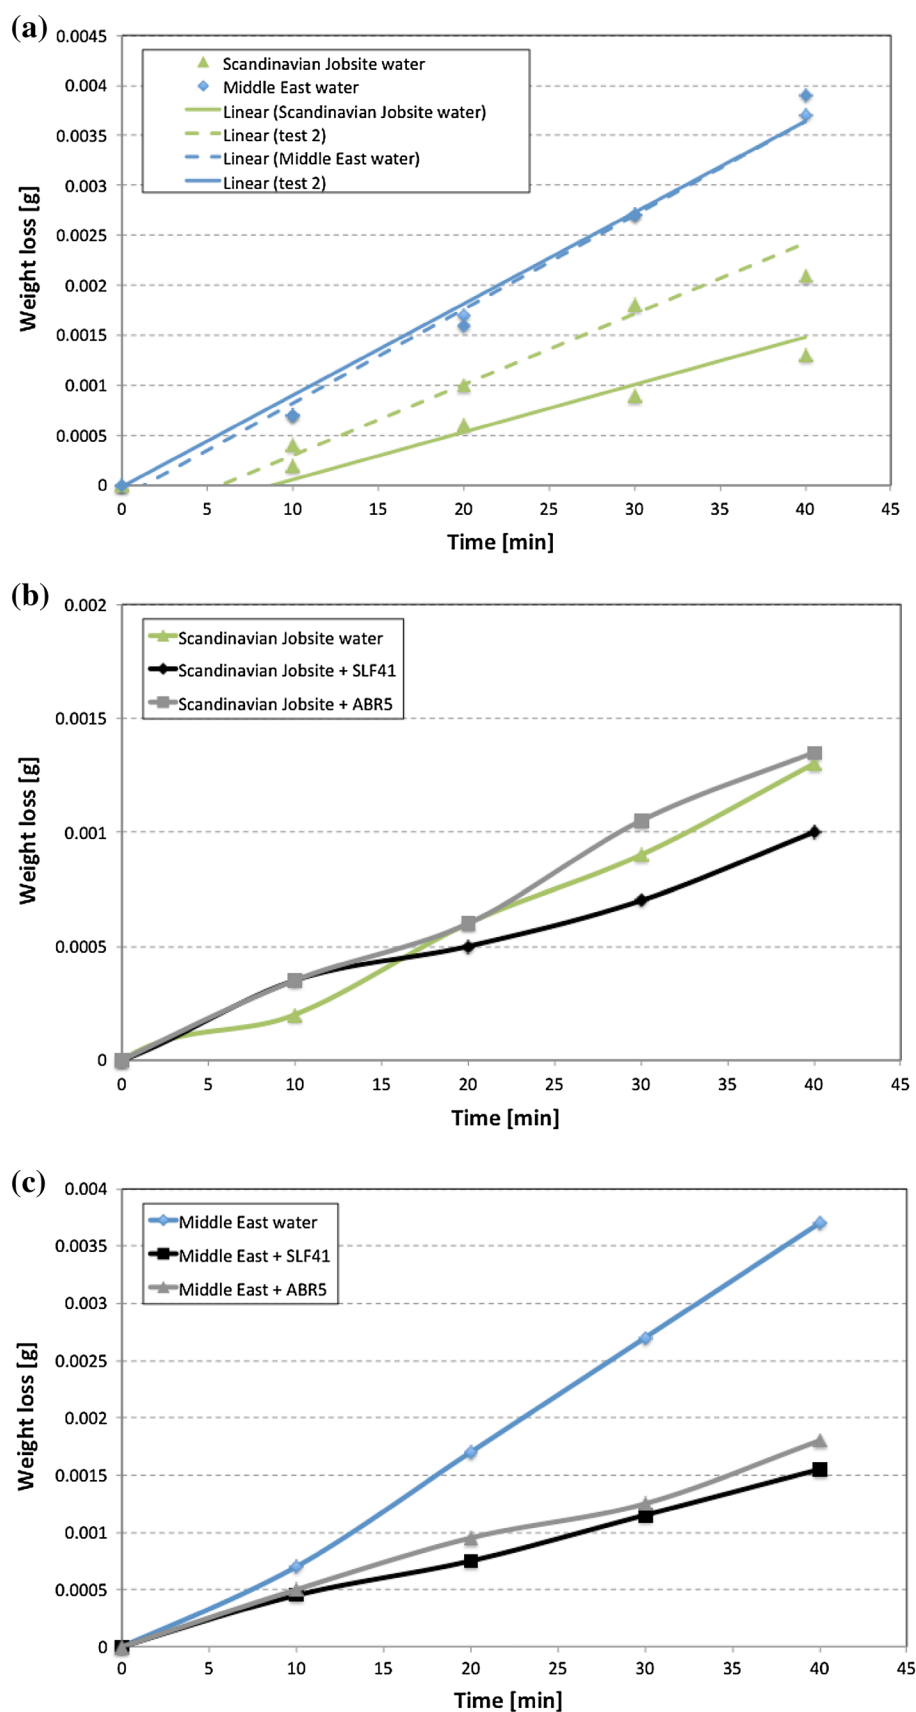 (a)
0.0045
0.004
0.0035
0.003
0.0025
0.002
0.0015
0.001
0.0005
0
Weight loss [g]
Scandinavian Jobsite water
Middle East water
Linear (Scandinavian Jobsite water)
Linear (test 2)
Linear (Middle East water)
Linear (test 2)
0 5 10 15 20 25 30 35 40 45
Time [min]
(b)
0.002
0.0015
0.001
0.0005
0
Weight loss [g]
Scandinavian Jobsite water
Scandinavian Jobsite + SLF41
Scandinavian Jobsite + ABR5
0 5 10 15 20 25 30 35 40 45
Time [min]
(c)
0.004
0.0035
0.003
0.0025
0.002
0.0015
0.001
0.0005
0
Weight loss [g]
Middle East water
Middle East + SLF41
Middle East + ABR5
0 5 10 15 20 25 30 35 40 45
Time [min]